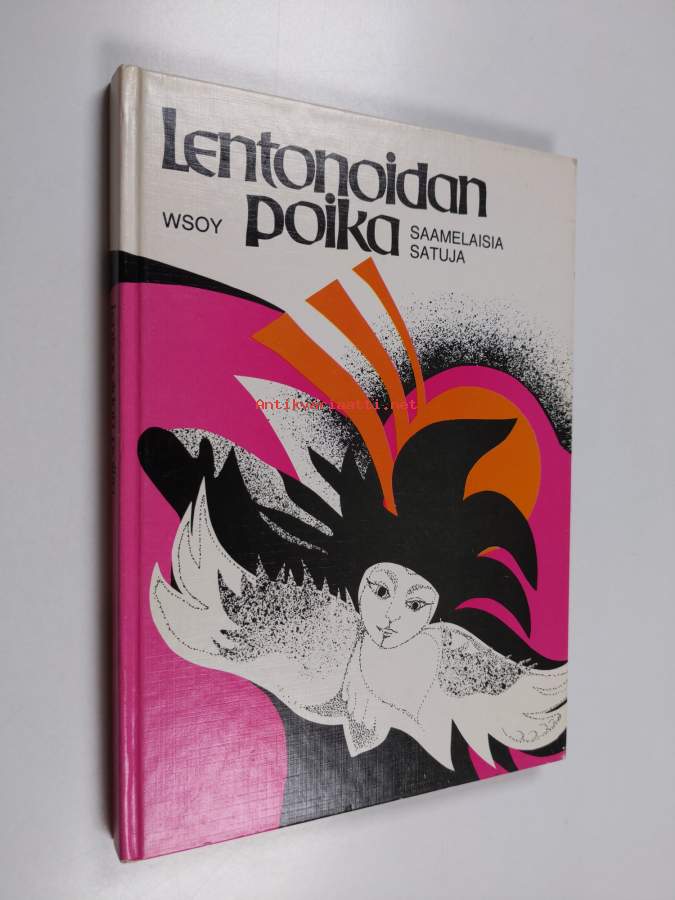 Lentonoidan
poika
WSOY
SAAMELAISIA
SATUJA
Antikvariaatti.net